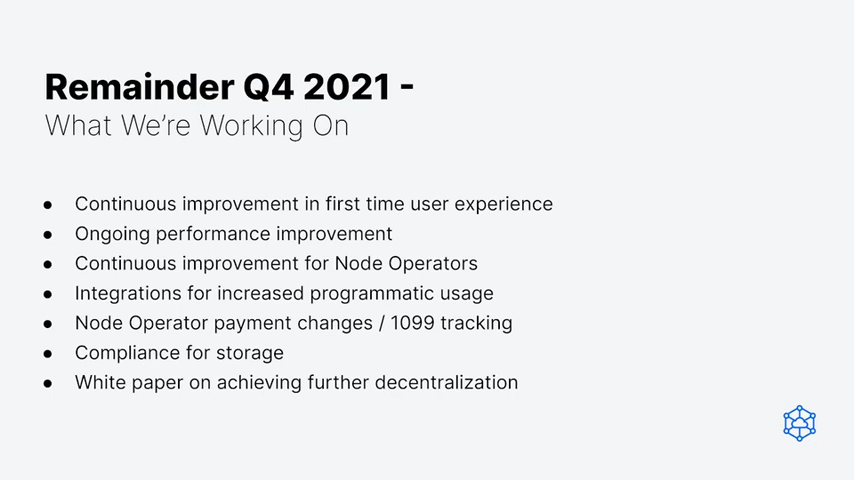 Remainder Q4 2021 -
What We're Working On
● Continuous improvement in first time user experience
● Ongoing performance improvement
● Continuous improvement for Node Operators
● Integrations for increased programmatic usage
● Node Operator payment changes / 1099 tracking
● Compliance for storage
● White paper on achieving further decentralization